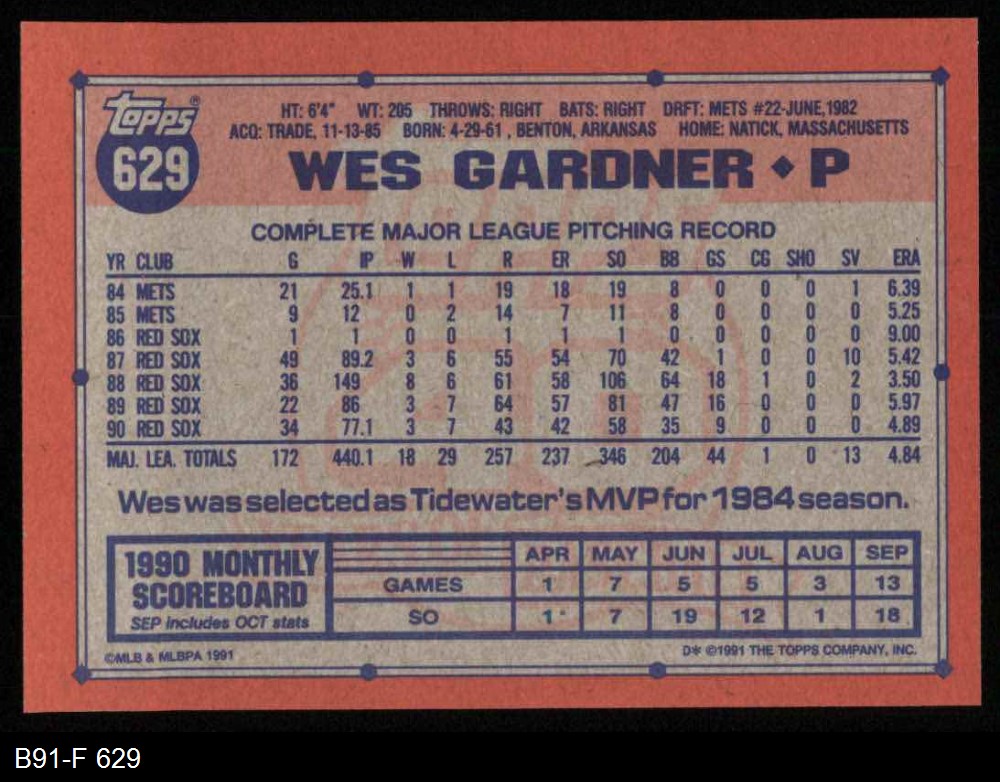 Topps®
629
HT: 6'4" WT: 205 THROWS: RIGHT BATS: RIGHT DRFT: METS #22-JUNE,1982
ACQ: TRADE, 11-13-85 BORN: 4-29-61 , BENTON, ARKANSAS HOME: NATICK, MASSACHUSETTS
WES GARDNER ♦ P
COMPLETE MAJOR LEAGUE PITCHING RECORD
YR CLUB G IP W L R ER SO BB GS CG SHO SV ERA
84 METS 21 25.1 1 1 19 18 19 8 0 0 0 1 6.39
85 METS 9 12 0 2 14 7 11 8 0 0 0 0 5.25
86 RED SOX 1 1 0 0 1 1 1 0 0 0 0 0 9.00
87 RED SOX 49 89.2 3 6 55 54 70 42 1 0 0 10 5.42
88 RED SOX 36 149 8 6 61 58 106 64 18 1 0 2 3.50
89 RED SOX 22 86 3 7 64 57 81 47 16 0 0 0 5.97
90 RED SOX 34 77.1 3 7 43 42 58 35 9 0 0 0 4.89
MAJ. LEA. TOTALS 172 440.1 18 29 257 237 346 204 44 1 0 13 4.84
Wes was selected as Tidewater's MVP for 1984 season.
1990 MONTHLY
SCOREBOARD
SEP includes OCT stats
APR MAY JUN JUL AUG SEP
GAMES 1 7 5 5 3 13
SO 1 7 19 12 1 18
©MLB & MLBPA 1991
D* ©1991 THE TOPPS COMPANY, INC.
B91-F 629